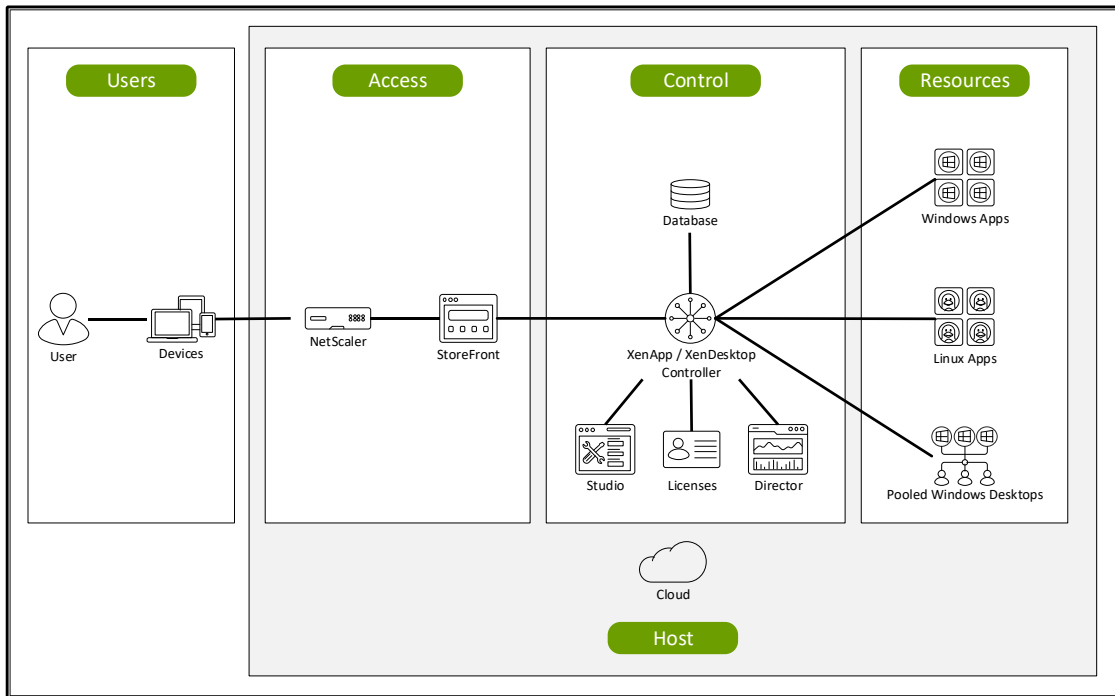 Users
Access
Control
Resources
Database
Windows Apps
User
Devices
NetScaler
8888
StoreFront
XenApp / XenDesktop
Controller
Linux Apps
Studio
Licenses
Director
Pooled Windows Desktops
Cloud
Host